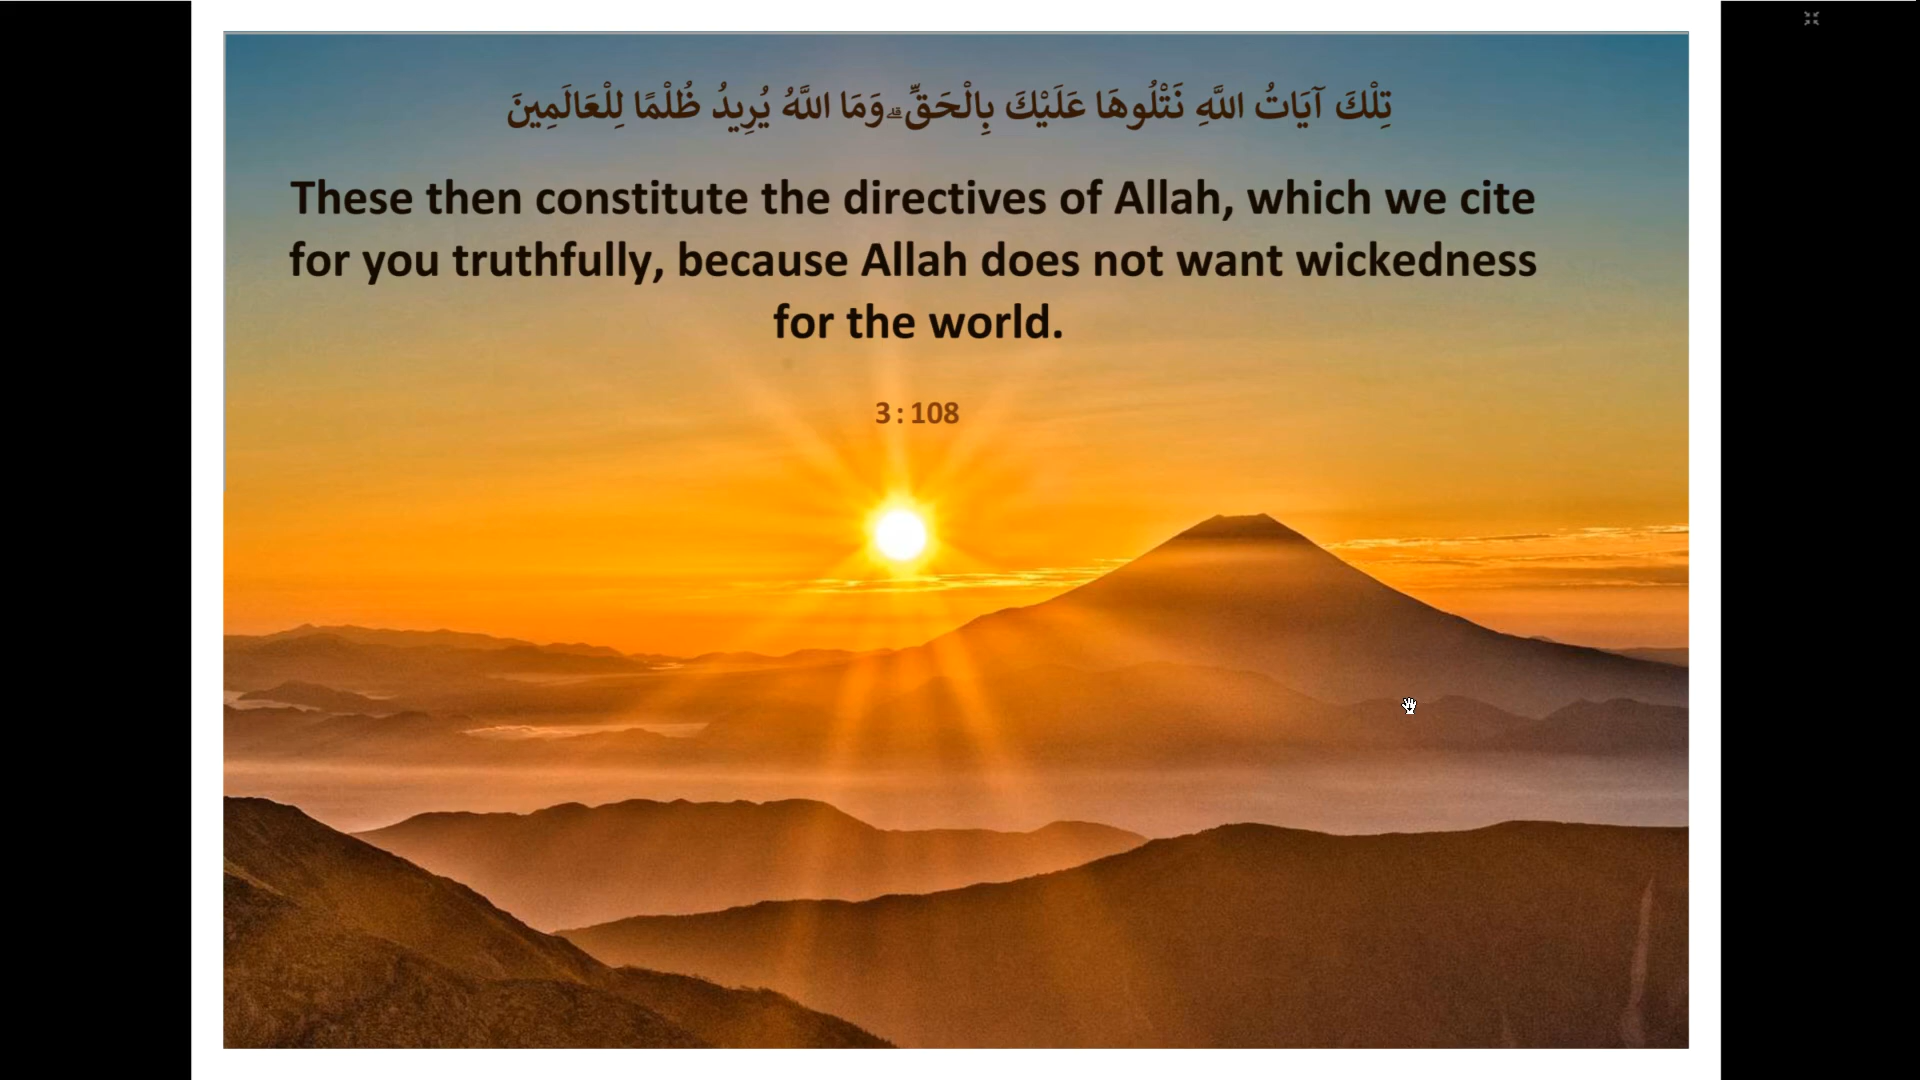 تِلْكَ آيَاتُ اللَّهِ نَتْلُوهَا عَلَيْكَ بِالْحَقِّ ۗ وَمَا اللَّهُ يُرِيدُ ظُلْمًا لِلْعَالَمِينَ
These then constitute the directives of Allah, which we cite
for you truthfully, because Allah does not want wickedness
for the world.
3 : 108